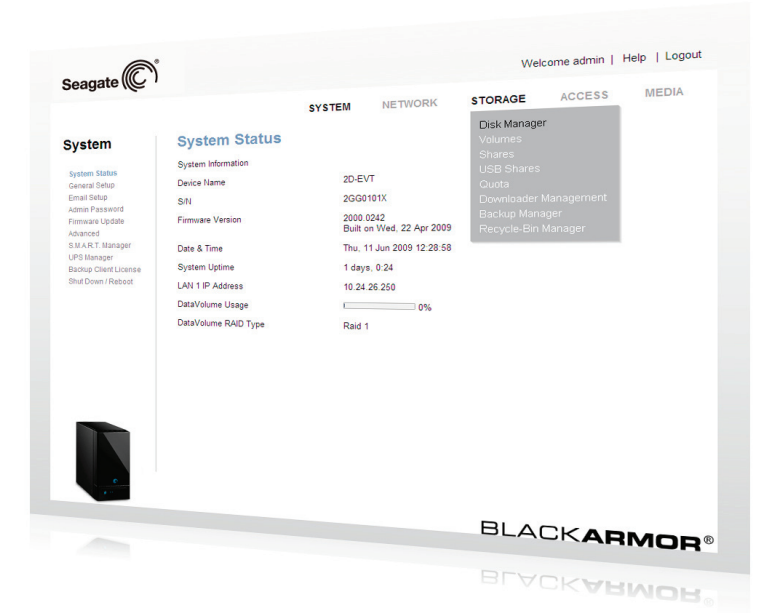 Seagate
Welcome admin | Help | Logout
SYSTEM NETWORK STORAGE ACCESS MEDIA
Disk Manager
Volumes
Shares
USB Shares
Quota
Downloader Management
Backup Manager
Recycle-Bin Manager
System
System Status
General Setup
Email Setup
Admin Password
Firmware Update
Advanced
S.M.A.R.T. Manager
UPS Manager
Backup Client License
Shut Down / Reboot
System Status
System Information
Device Name 2D-EVT
S/N 2GG0101X
Firmware Version 2000.0242
Built on Wed, 22 Apr 2009
Date & Time Thu, 11 Jun 2009 12:28:58
System Uptime 1 days, 0:24
LAN 1 IP Address 10.24.26.250
DataVolume Usage 0%
DataVolume RAID Type Raid 1
BLACKARMOR®